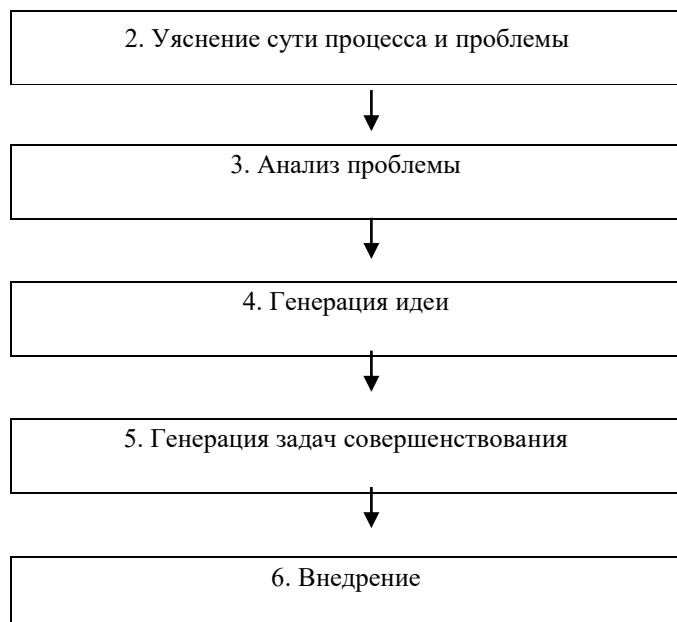 2. Уяснение сути процесса и проблемы
3. Анализ проблемы
4. Генерация идеи
5. Генерация задач совершенствования
6. Внедрение